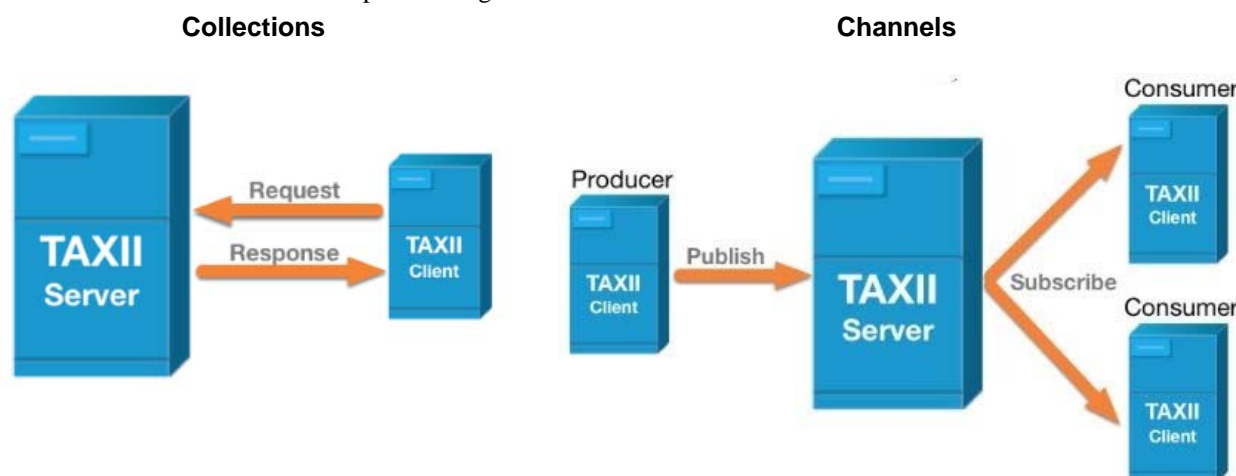 Collections
Channels
Request
Response
TAXII
Server
TAXII
Client
Producer
TAXII
Client
Publish
TAXII
Server
Subscribe
Consumer
TAXII
Client
Consumer
TAXII
Client